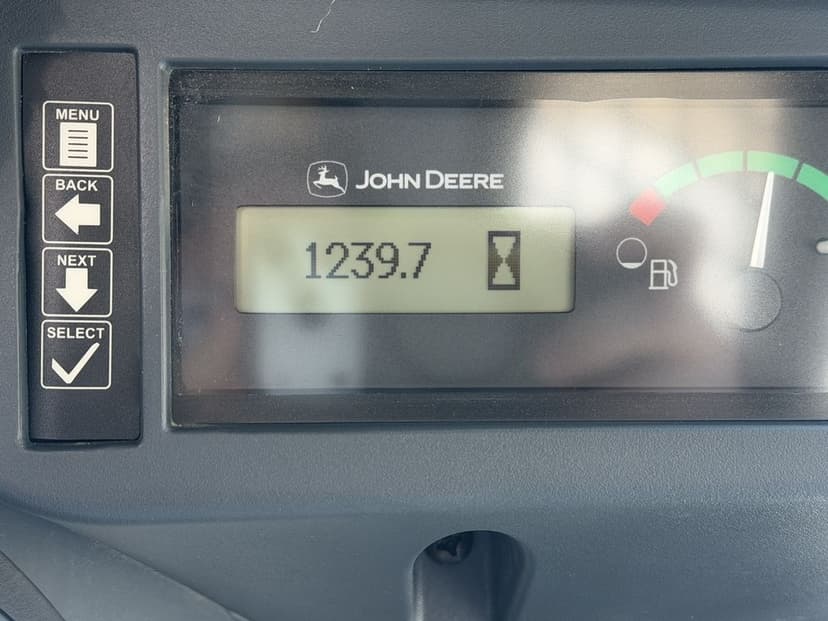 MENU
BACK
NEXT
SELECT
JOHN DEERE
1239.7